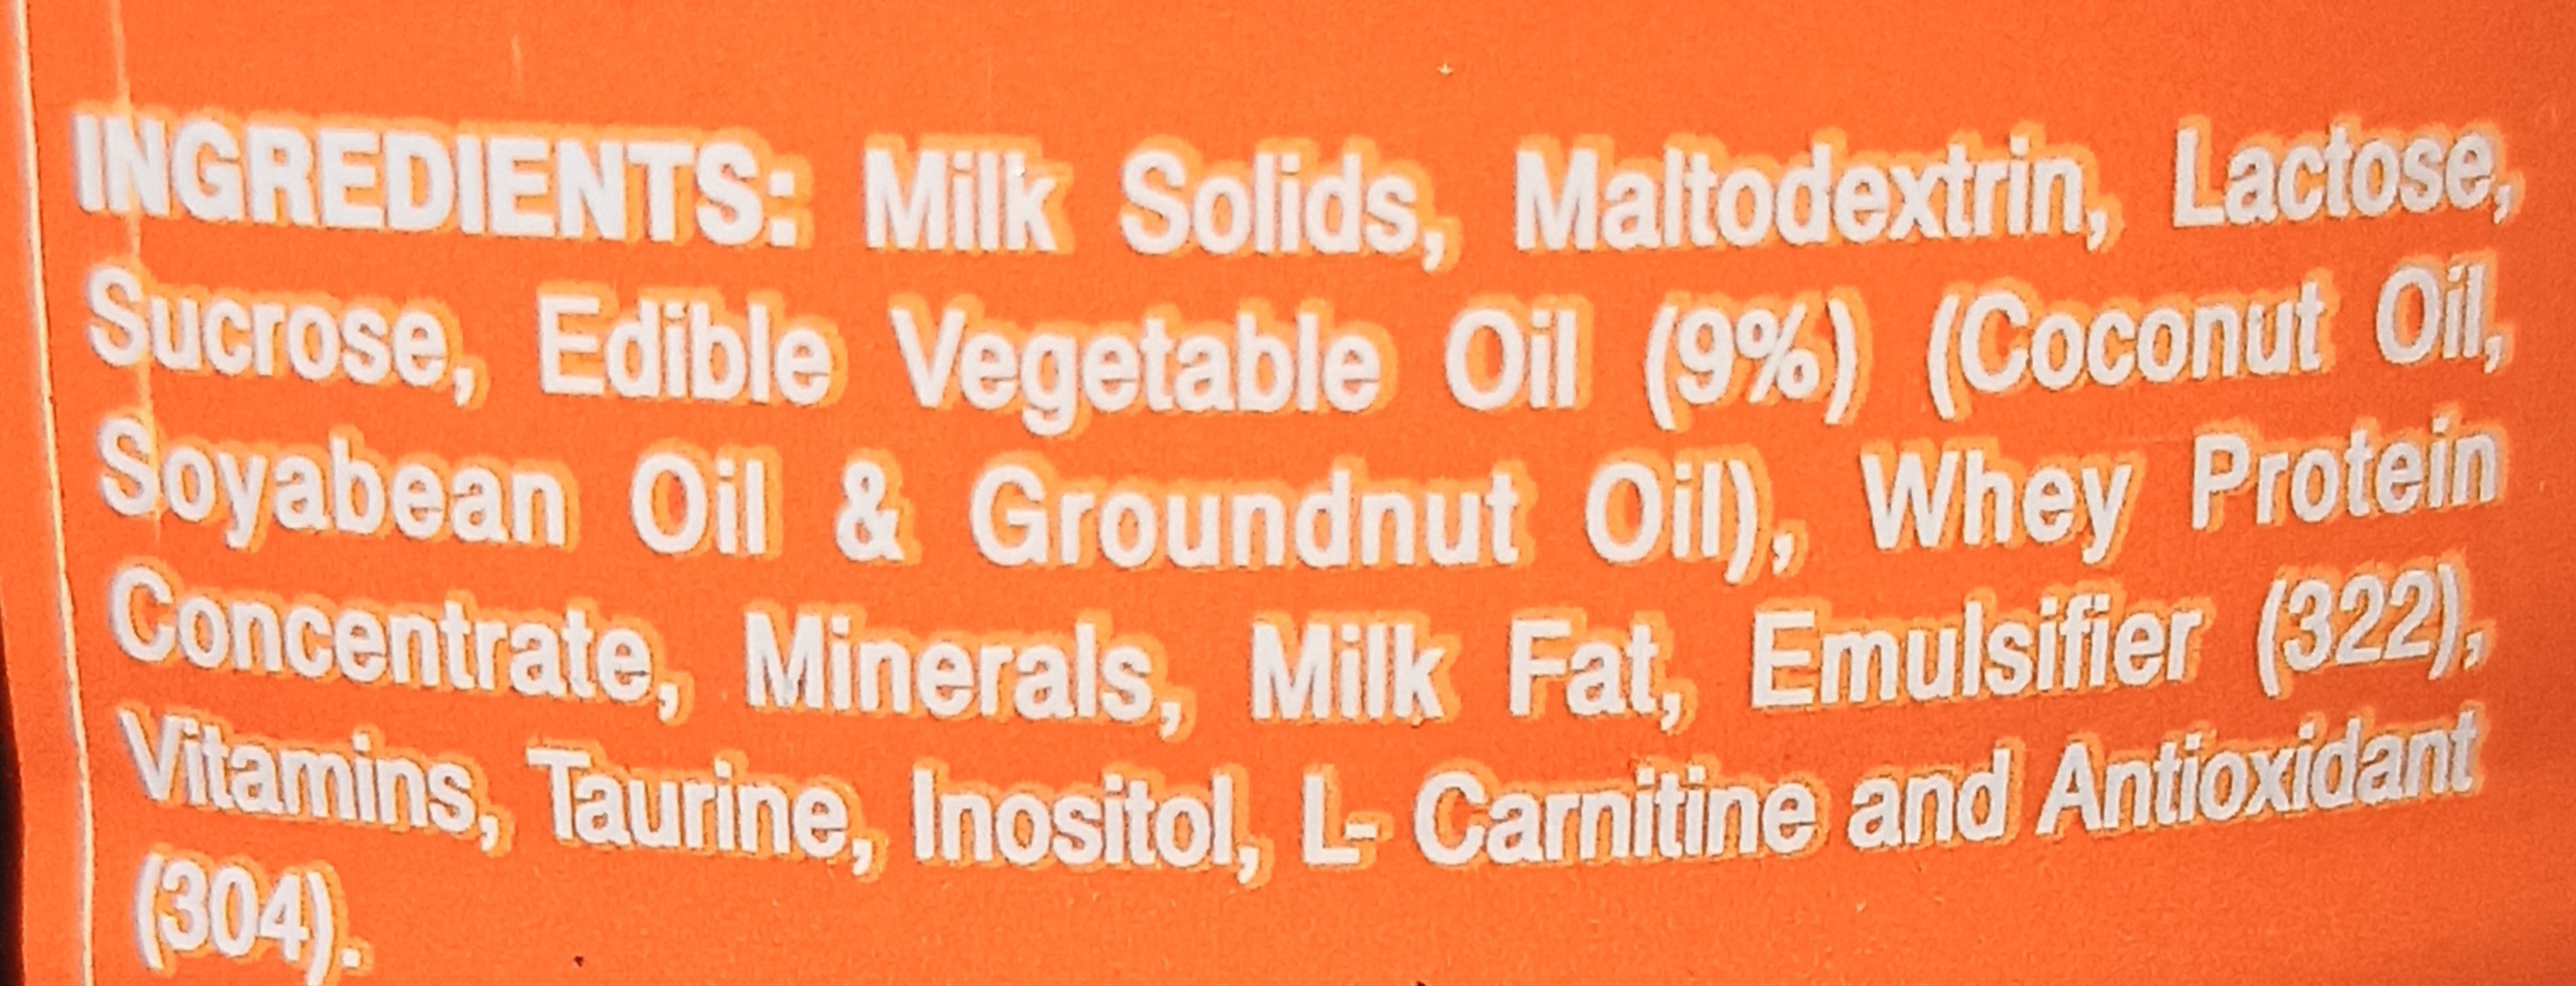 INGREDIENTS: Milk Solids, Maltodextrin, Lactose,
Sucrose, Edible Vegetable Oil (9%) (Coconut Oil,
Soyabean Oil & Groundnut Oil), Whey Protein
Concentrate, Minerals, Milk Fat, Emulsifier (322),
Vitamins, Taurine, Inositol, L- Carnitine and Antioxidant
(304).